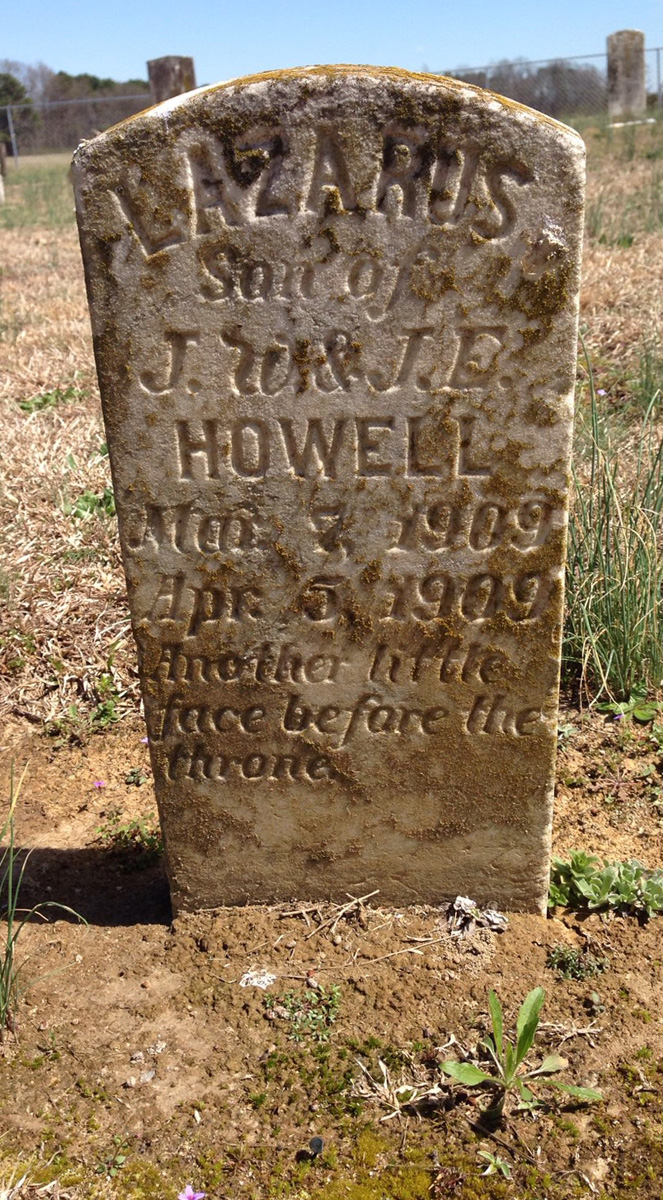 LAZARUS
Son of
J. W. & J. E.
HOWELL
Mar. 7, 1909
Apr. 5, 1909
Another little
face before the
throne.